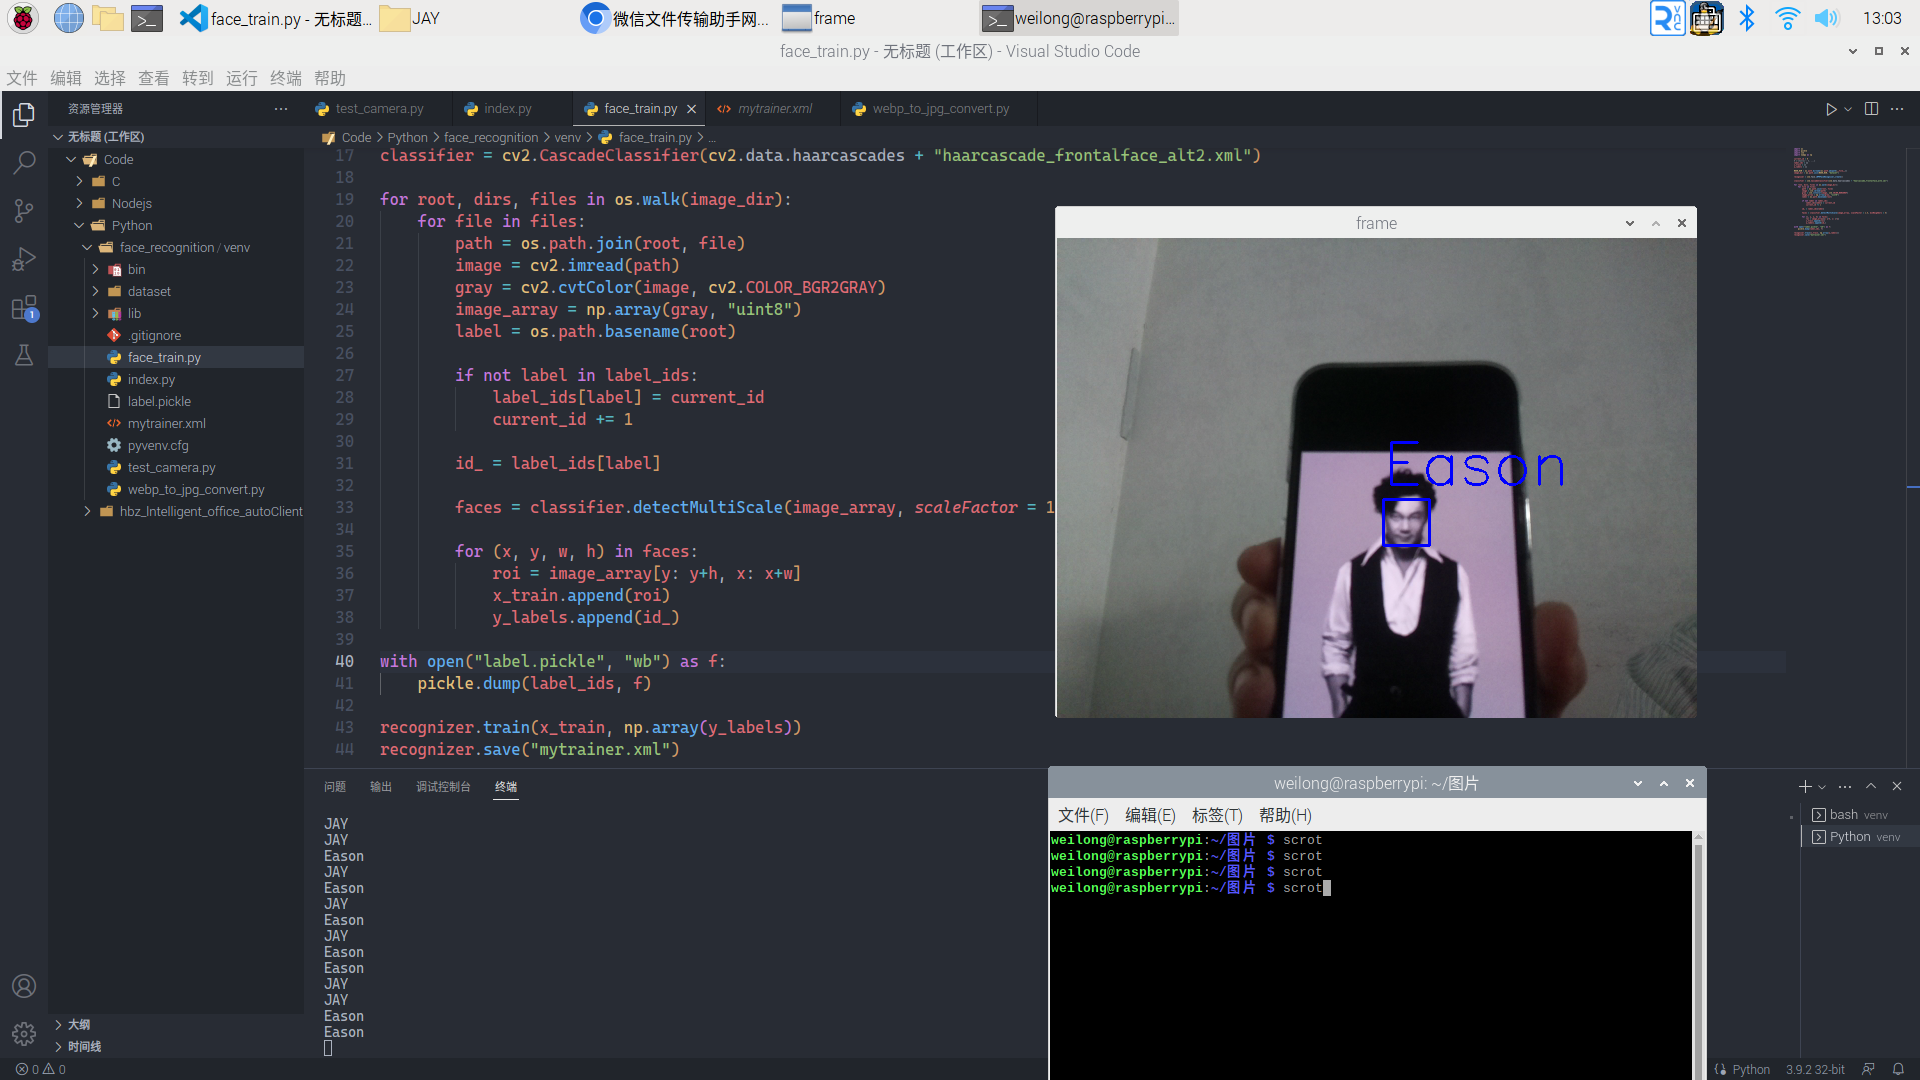 face_train.py - 无标题...
JAY
微信文件传输助手网...
frame
weilong@raspberrypi...
13:03
face_train.py - 无标题 (工作区) - Visual Studio Code
文件 编辑 选择 查看 转到 运行 终端 帮助
资源管理器
test_camera.py
index.py
face_train.py
mytrainer.xml
webp_to_jpg_convert.py
无标题 (工作区)
Code
C
Nodejs
Python
face_recognition / venv
bin
dataset
lib
.gitignore
face_train.py
index.py
label.pickle
mytrainer.xml
pyvenv.cfg
test_camera.py
webp_to_jpg_convert.py
hbz_Intelligent_office_autoClient
大纲
时间线
1
Code > Python > face_recognition > venv > face_train.py > ...
17 classifier = cv2.CascadeClassifier(cv2.data.haarcascades + "haarcascade_frontalface_alt2.xml")
18
19 for root, dirs, files in os.walk(image_dir):
20 for file in files:
21 path = os.path.join(root, file)
22 image = cv2.imread(path)
23 gray = cv2.cvtColor(image, cv2.COLOR_BGR2GRAY)
24 image_array = np.array(gray, "uint8")
25 label = os.path.basename(root)
26
27 if not label in label_ids:
28 label_ids[label] = current_id
29 current_id += 1
30
31 id_ = label_ids[label]
32
33 faces = classifier.detectMultiScale(image_array, scaleFactor = 1
34
35 for (x, y, w, h) in faces:
36 roi = image_array[y: y+h, x: x+w]
37 x_train.append(roi)
38 y_labels.append(id_)
39
40 with open("label.pickle", "wb") as f:
41 pickle.dump(label_ids, f)
42
43 recognizer.train(x_train, np.array(y_labels))
44 recognizer.save("mytrainer.xml")
frame
Eason
问题 输出 调试控制台 终端
JAY
JAY
Eason
JAY
Eason
JAY
Eason
JAY
Eason
Eason
JAY
JAY
Eason
Eason
weilong@raspberrypi: ~/图片
文件(F) 编辑(E) 标签(T) 帮助(H)
weilong@raspberrypi:~/图片 $ scrot
weilong@raspberrypi:~/图片 $ scrot
weilong@raspberrypi:~/图片 $ scrot
weilong@raspberrypi:~/图片 $ scrot
bash venv
Python venv
0 0
Python 3.9.2 32-bit